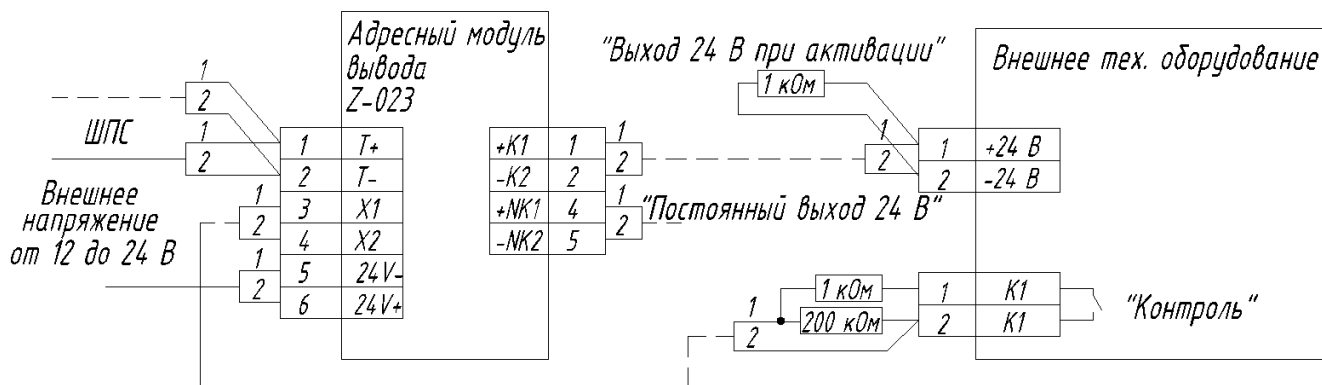 Адресный модуль
вывода
Z-023
"Выход 24 В при активации"
Внешнее тех. оборудование
1 кОм
1
2
ШПС
1
2
1 T+
2 T-
3 X1
4 X2
5 24V-
6 24V+
+K1 1
-K2 2
+NK1 4
-NK2 5
1
2
1
2
1
2
1 +24 В
2 -24 В
Внешнее
напряжение
от 12 до 24 В
1
2
1
2
"Постоянный выход 24 В"
1
2
1 кОм
200 кОм
1 K1
2 K1
"Контроль"